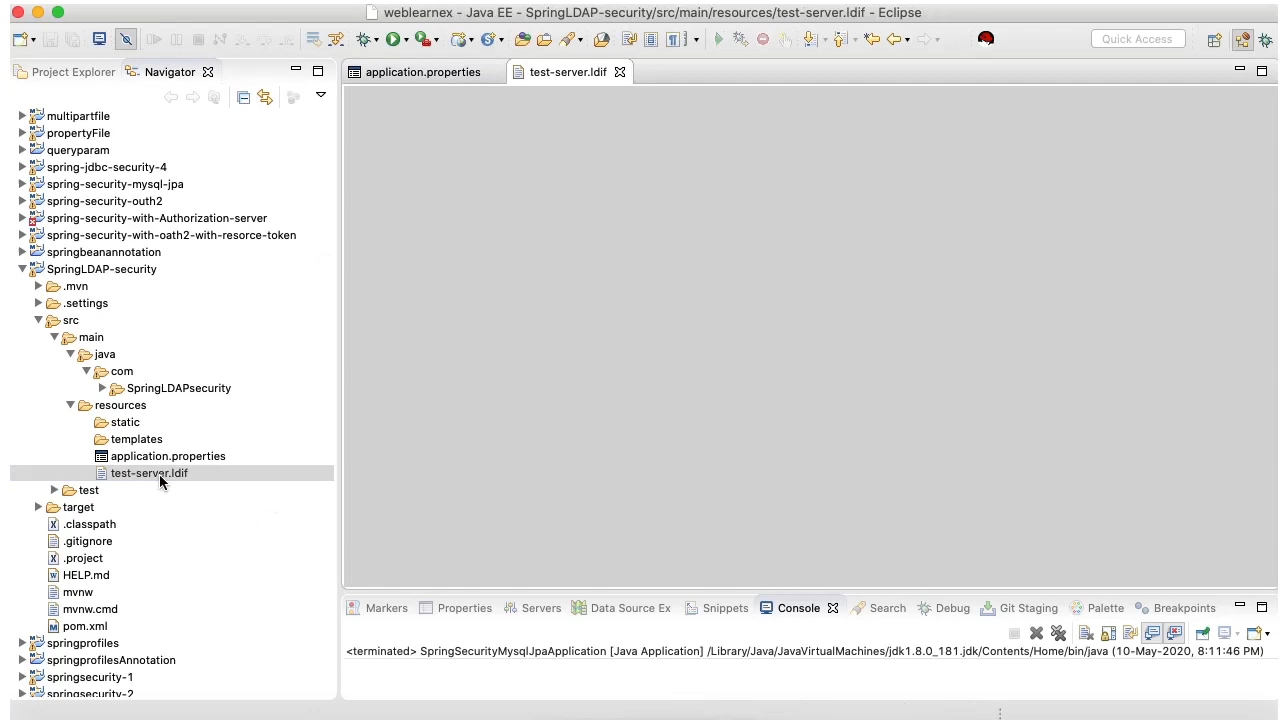 weblearnex - Java EE - SpringLDAP-security/src/main/resources/test-server.ldif - Eclipse
Quick Access
Project Explorer
Navigator
application.properties
test-server.ldif
multipartfile
propertyFile
queryparam
spring-jdbc-security-4
spring-security-mysql-jpa
spring-security-outh2
spring-security-with-Authorization-server
spring-security-with-oath2-with-resorce-token
springbeanannotation
SpringLDAP-security
.mvn
.settings
src
main
java
com
SpringLDAPsecurity
resources
static
templates
application.properties
test-server.ldif
test
target
.classpath
.gitignore
.project
HELP.md
mvnw
mvnw.cmd
pom.xml
springprofiles
springprofilesAnnotation
springsecurity-1
springsecurity-2
Markers
Properties
Servers
Data Source Ex
Snippets
Console
Search
Debug
Git Staging
Palette
Breakpoints
<terminated> SpringSecurityMysqlJpaApplication [Java Application] /Library/Java/JavaVirtualMachines/jdk1.8.0_181.jdk/Contents/Home/bin/java (10-May-2020, 8:11:46 PM)